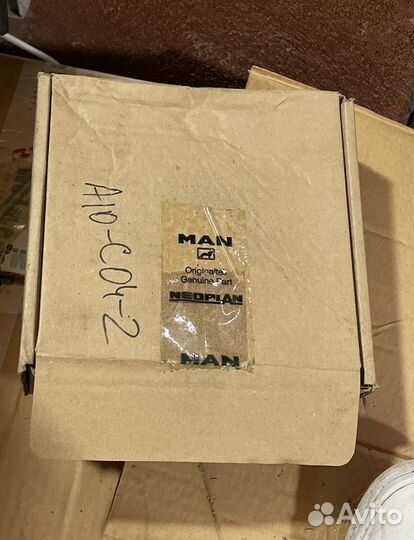 A10-C04-2
MAN
Originalteil
Genuine Part
NEOPLAN
MAN
Avito